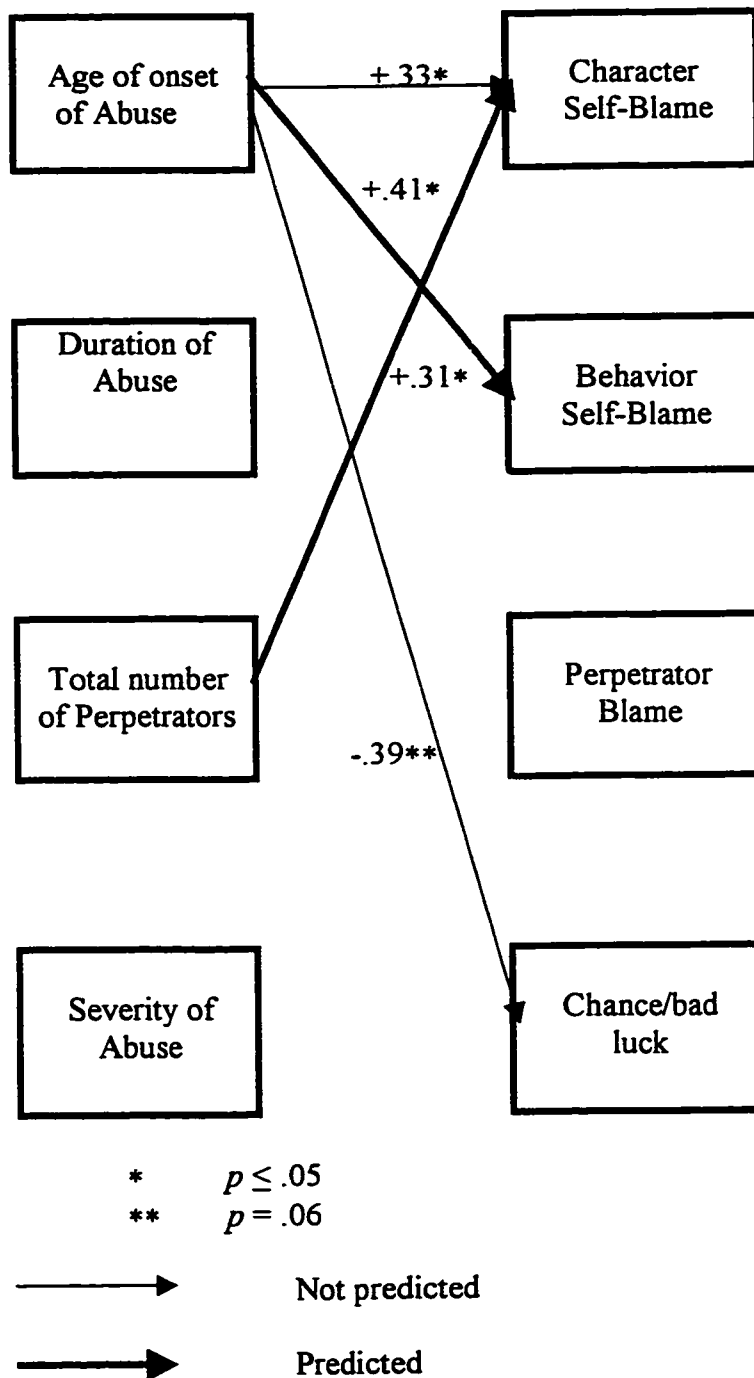 Age of onset
of Abuse
+.33*
Character
Self-Blame
+.41*
Duration of
Abuse
+.31*
Behavior
Self-Blame
Total number
of Perpetrators
Perpetrator
Blame
-.39**
Severity of
Abuse
Chance/bad
luck
* p ≤ .05
** p = .06
Not predicted
Predicted